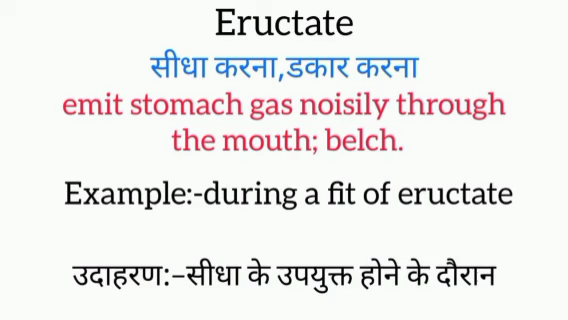 Eructate
सीधा करना,डकार करना
emit stomach gas noisily through
the mouth; belch.
Example:-during a fit of eructate
उदाहरण:–सीधा के उपयुक्त होने के दौरान